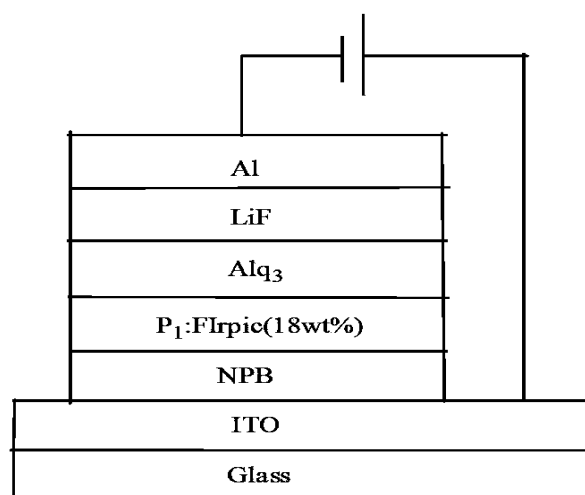 Al
LiF
Alq₃
P₁:FIrpic(18wt%)
NPB
ITO
Glass